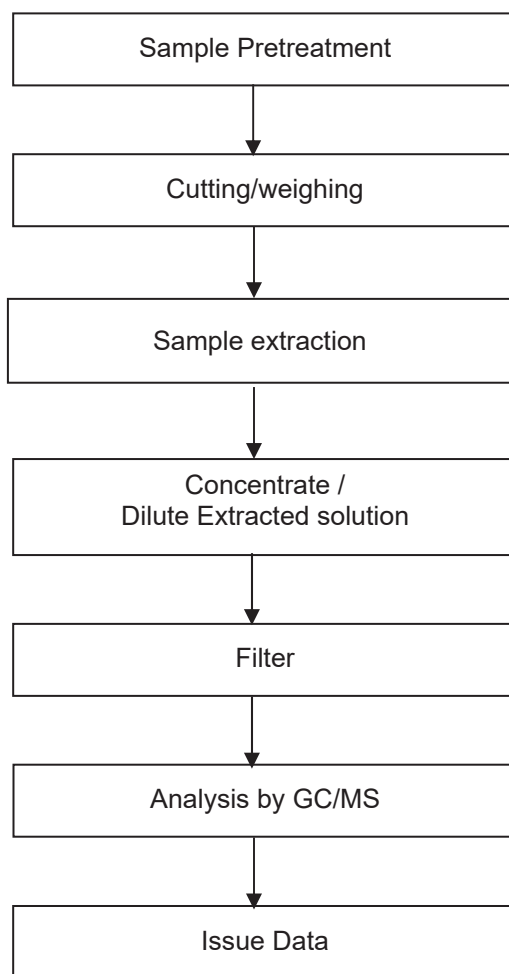 Sample Pretreatment
Cutting/weighing
Sample extraction
Concentrate /
Dilute Extracted solution
Filter
Analysis by GC/MS
Issue Data